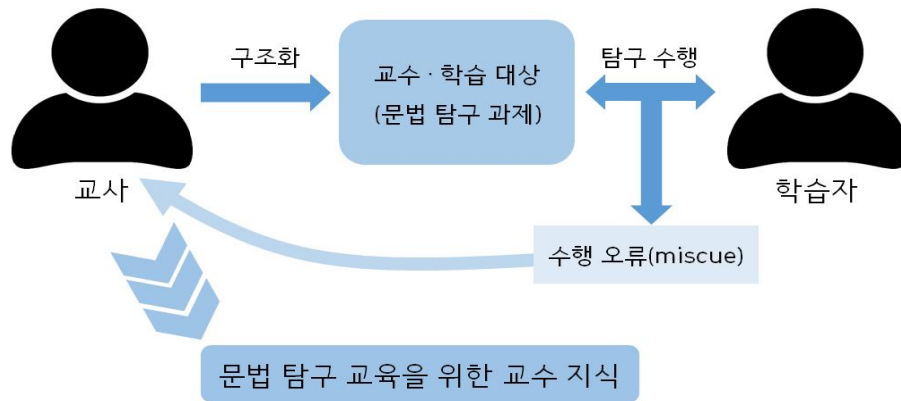 구조화
교수 · 학습 대상
(문법 탐구 과제)
탐구 수행
교사
학습자
수행 오류(miscue)
문법 탐구 교육을 위한 교수 지식